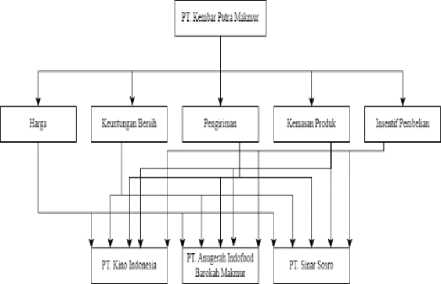 PT. Kembar Putra Makmur
Harga
Keuntungan Bersih
Pengiriman
Kemasan Produk
Insentif Pembelian
PT. Kino Indonesia
PT. Anugerah Indofood
Barokah Makmur
PT. Sinar Sosro